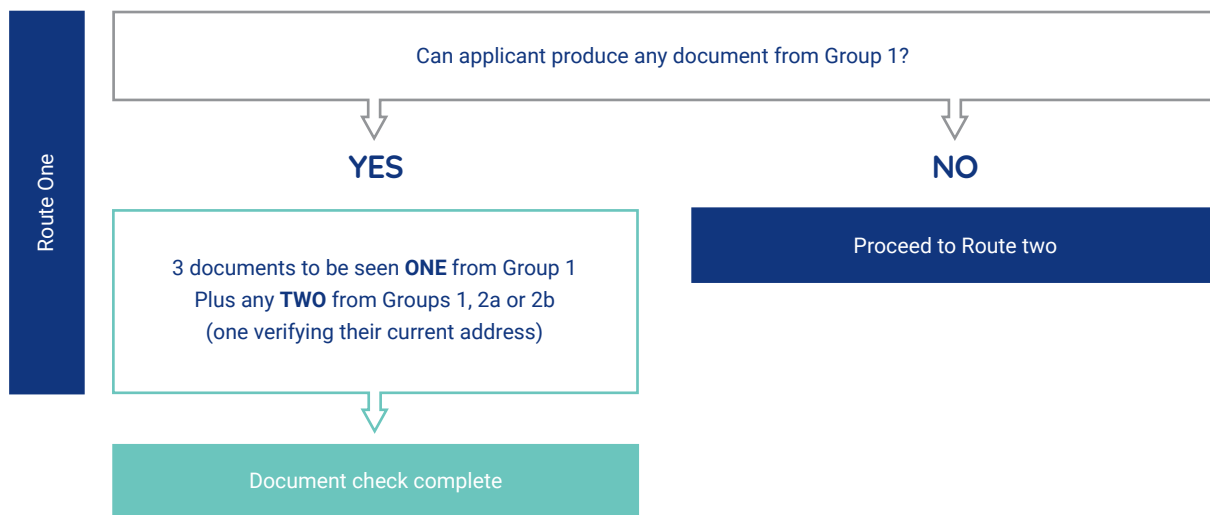 Route One
Can applicant produce any document from Group 1?
YES
NO
3 documents to be seen ONE from Group 1
Plus any TWO from Groups 1, 2a or 2b
(one verifying their current address)
Proceed to Route two
Document check complete